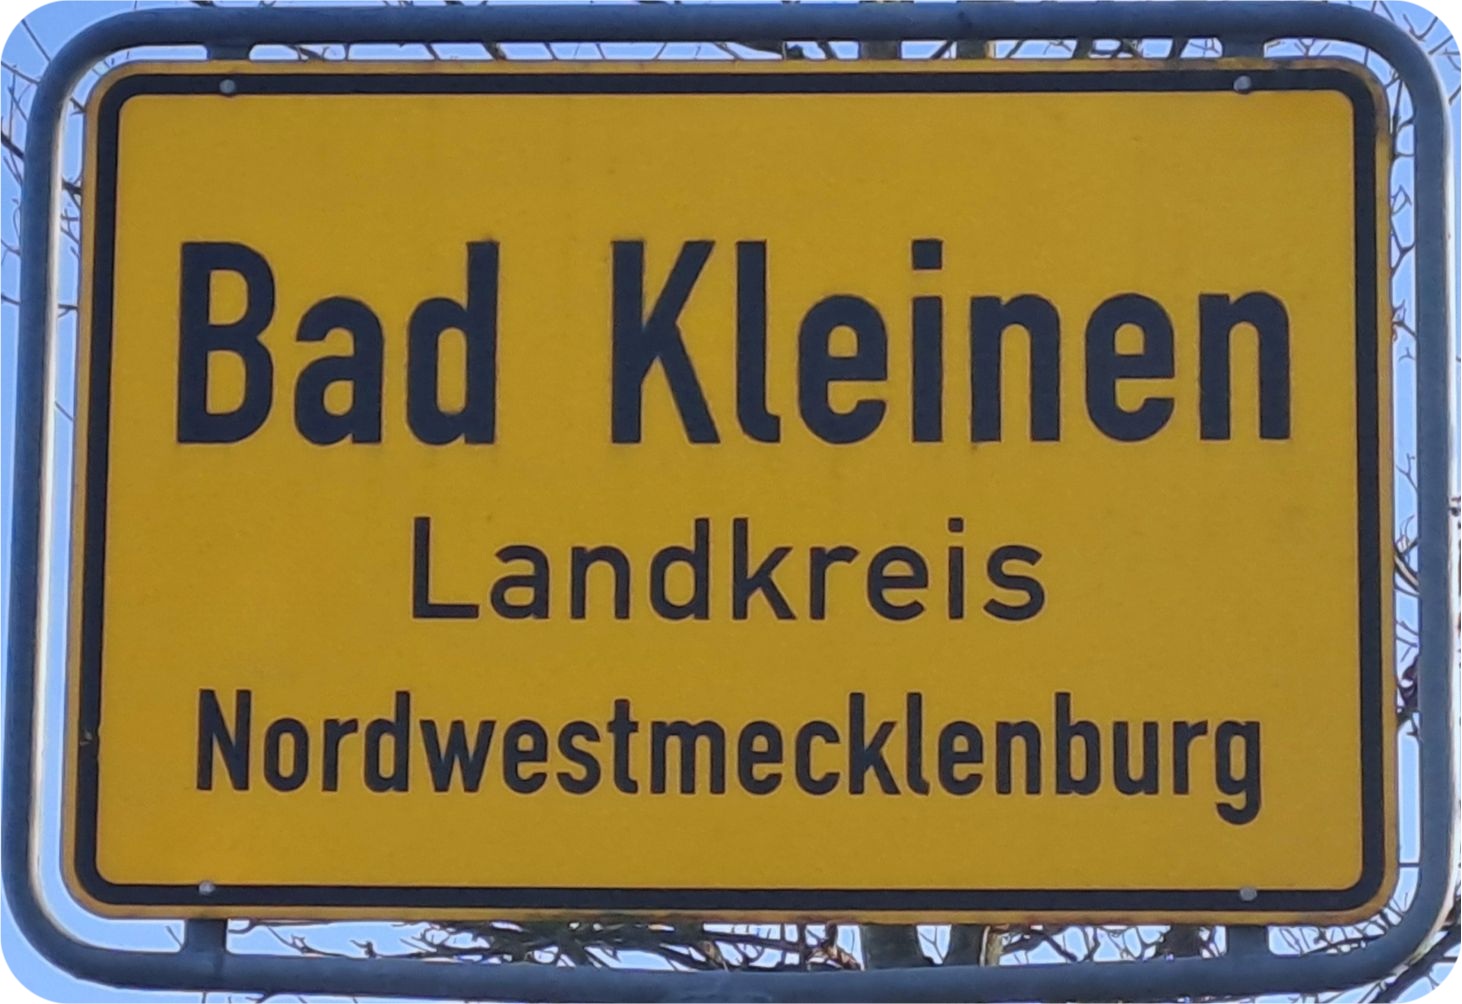 Bad Kleinen
Landkreis
Nordwestmecklenburg